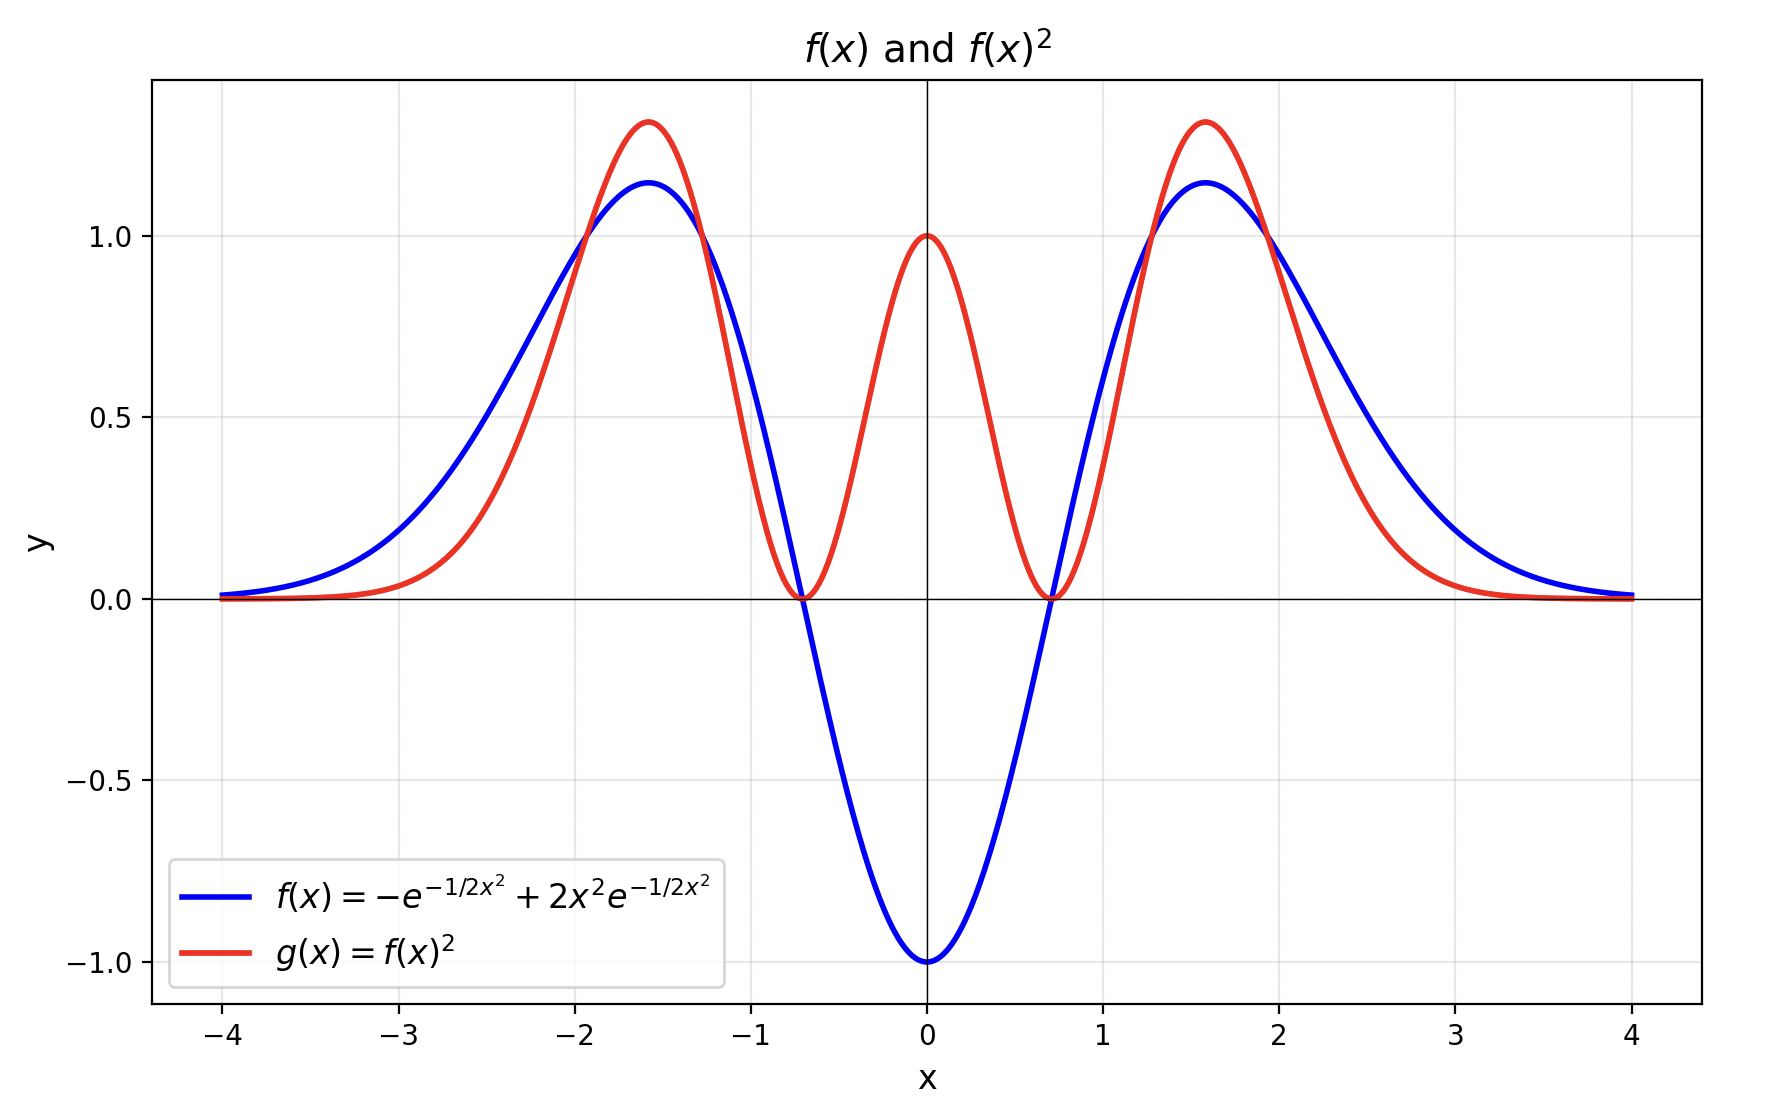 f(x) and f(x)²
y
1.0
0.5
0.0
−0.5
−1.0
f(x) = −e^{−1/2x²} + 2x²e^{−1/2x²}
g(x) = f(x)²
−4 −3 −2 −1 0 1 2 3 4
x